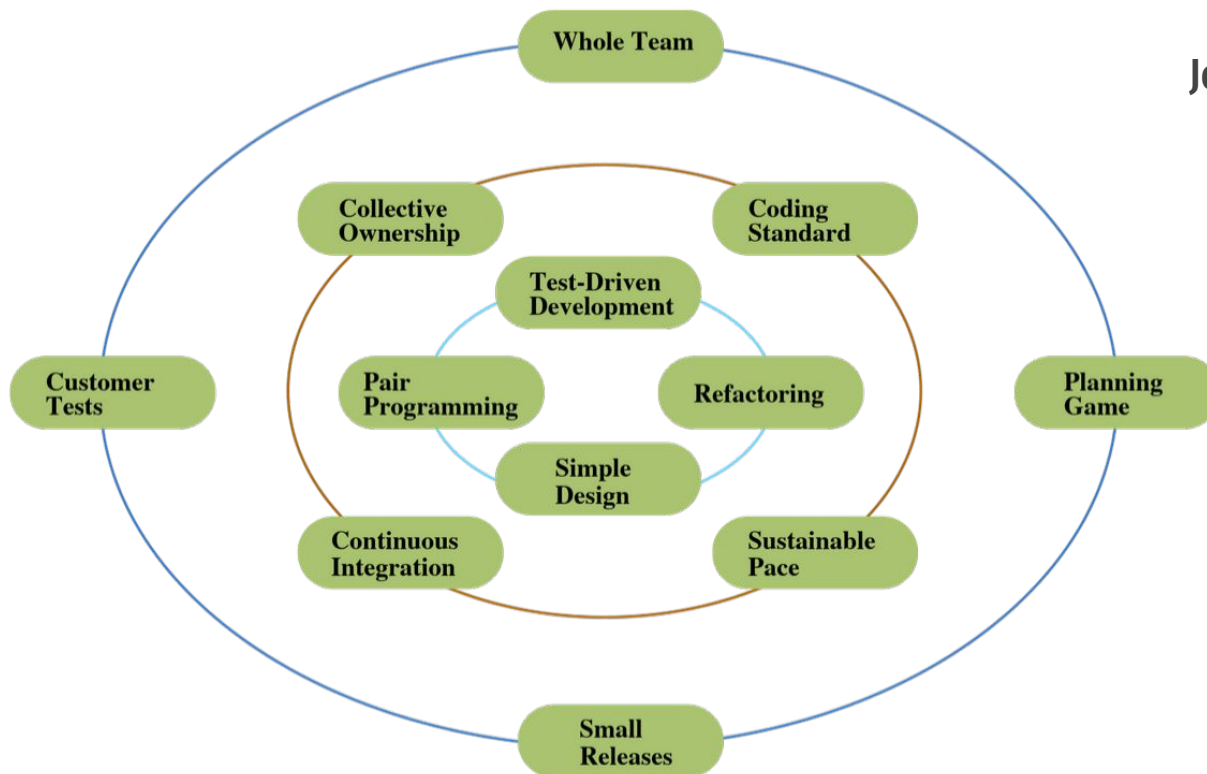 Whole Team
Collective
Ownership
Coding
Standard
Test-Driven
Development
Customer
Tests
Pair
Programming
Refactoring
Planning
Game
Simple
Design
Continuous
Integration
Sustainable
Pace
Small
Releases